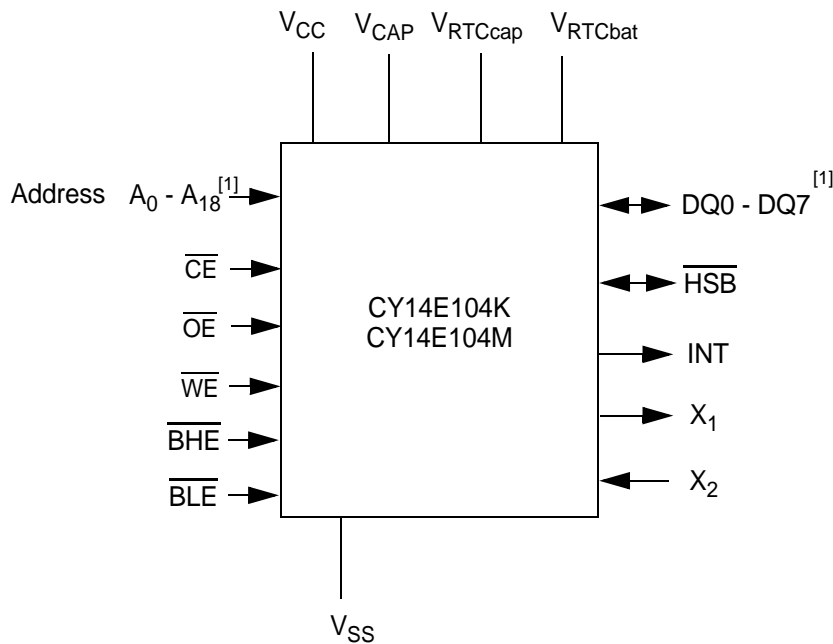 VCC VCAP VRTCcap VRTCbat
Address A0 - A18[1]
DQ0 - DQ7[1]
CE
HSB
OE
CY14E104K
CY14E104M
INT
WE
X1
BHE
BLE
X2
VSS